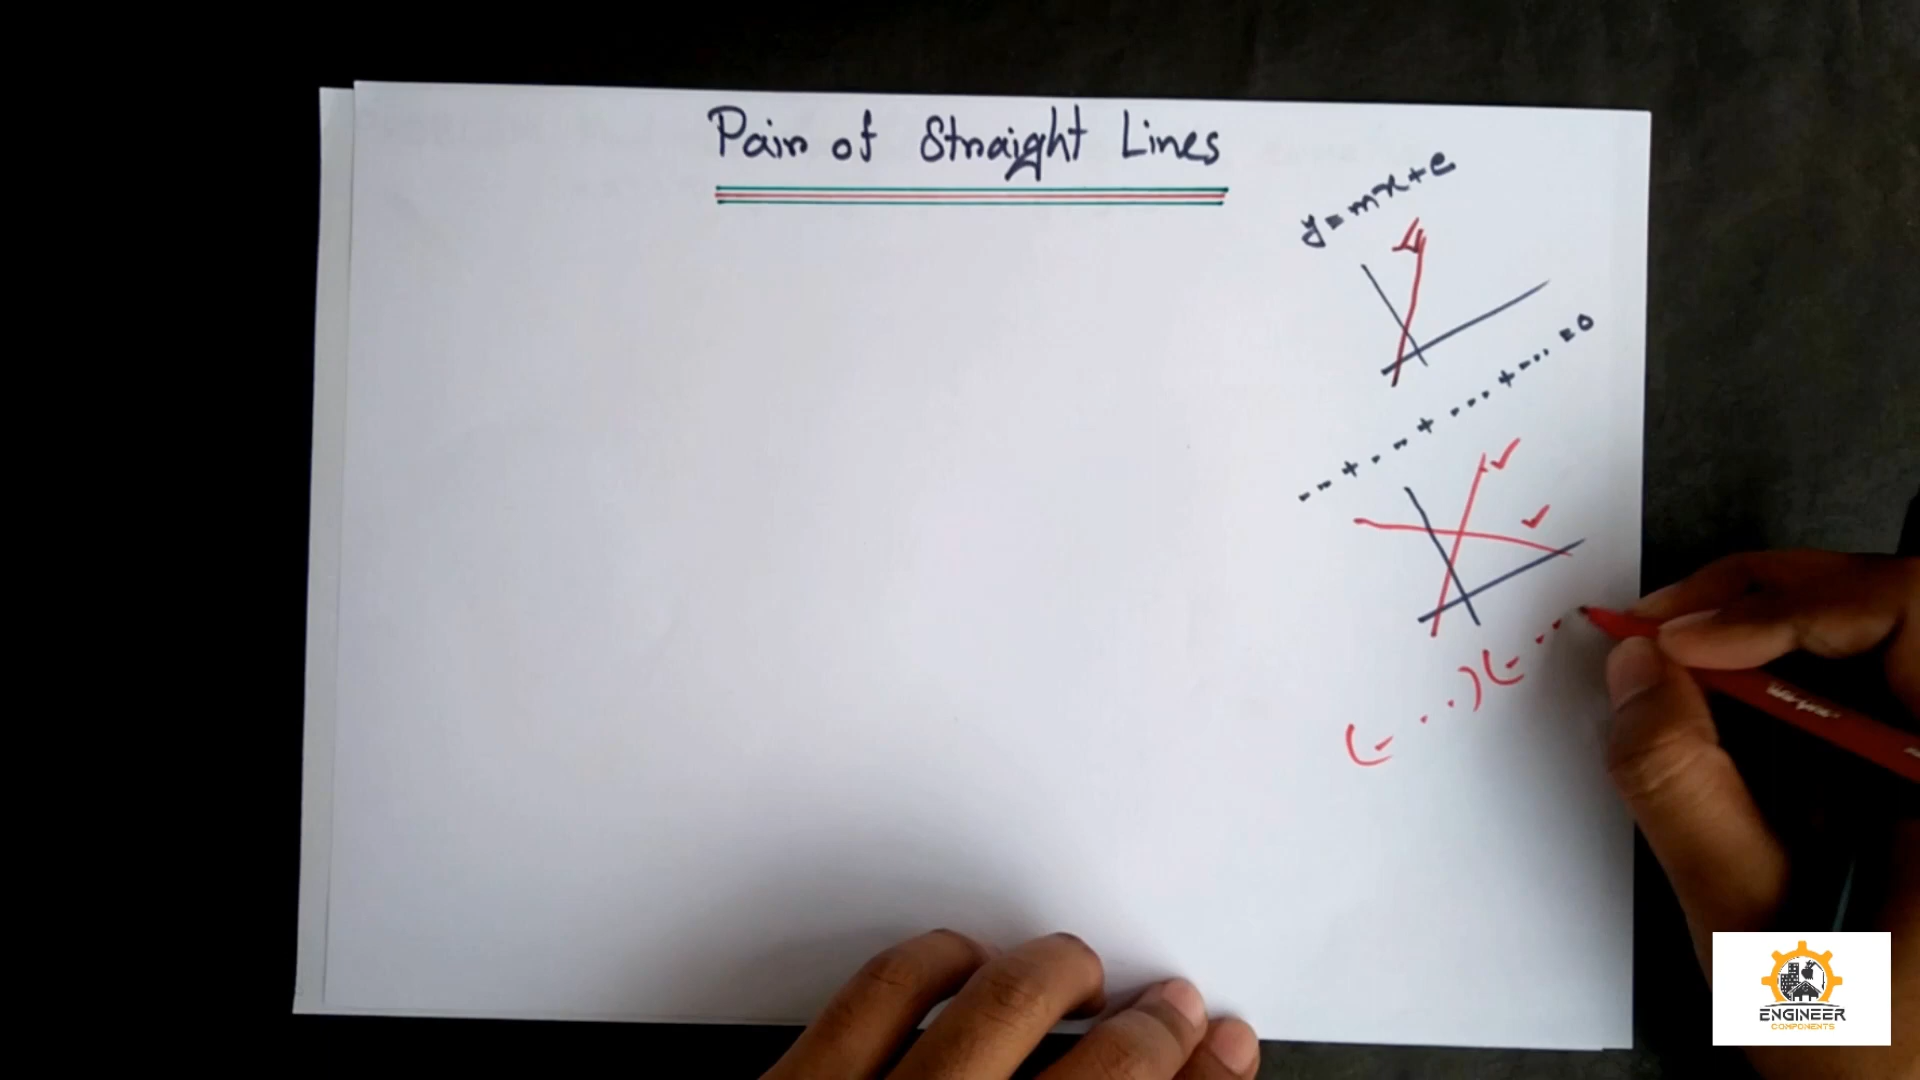 Pair of Straight Lines
y = mx + c
-- + . -- + ---- + -... = 0
(- ..)(- ...
ENGINEER
COMPONENTS